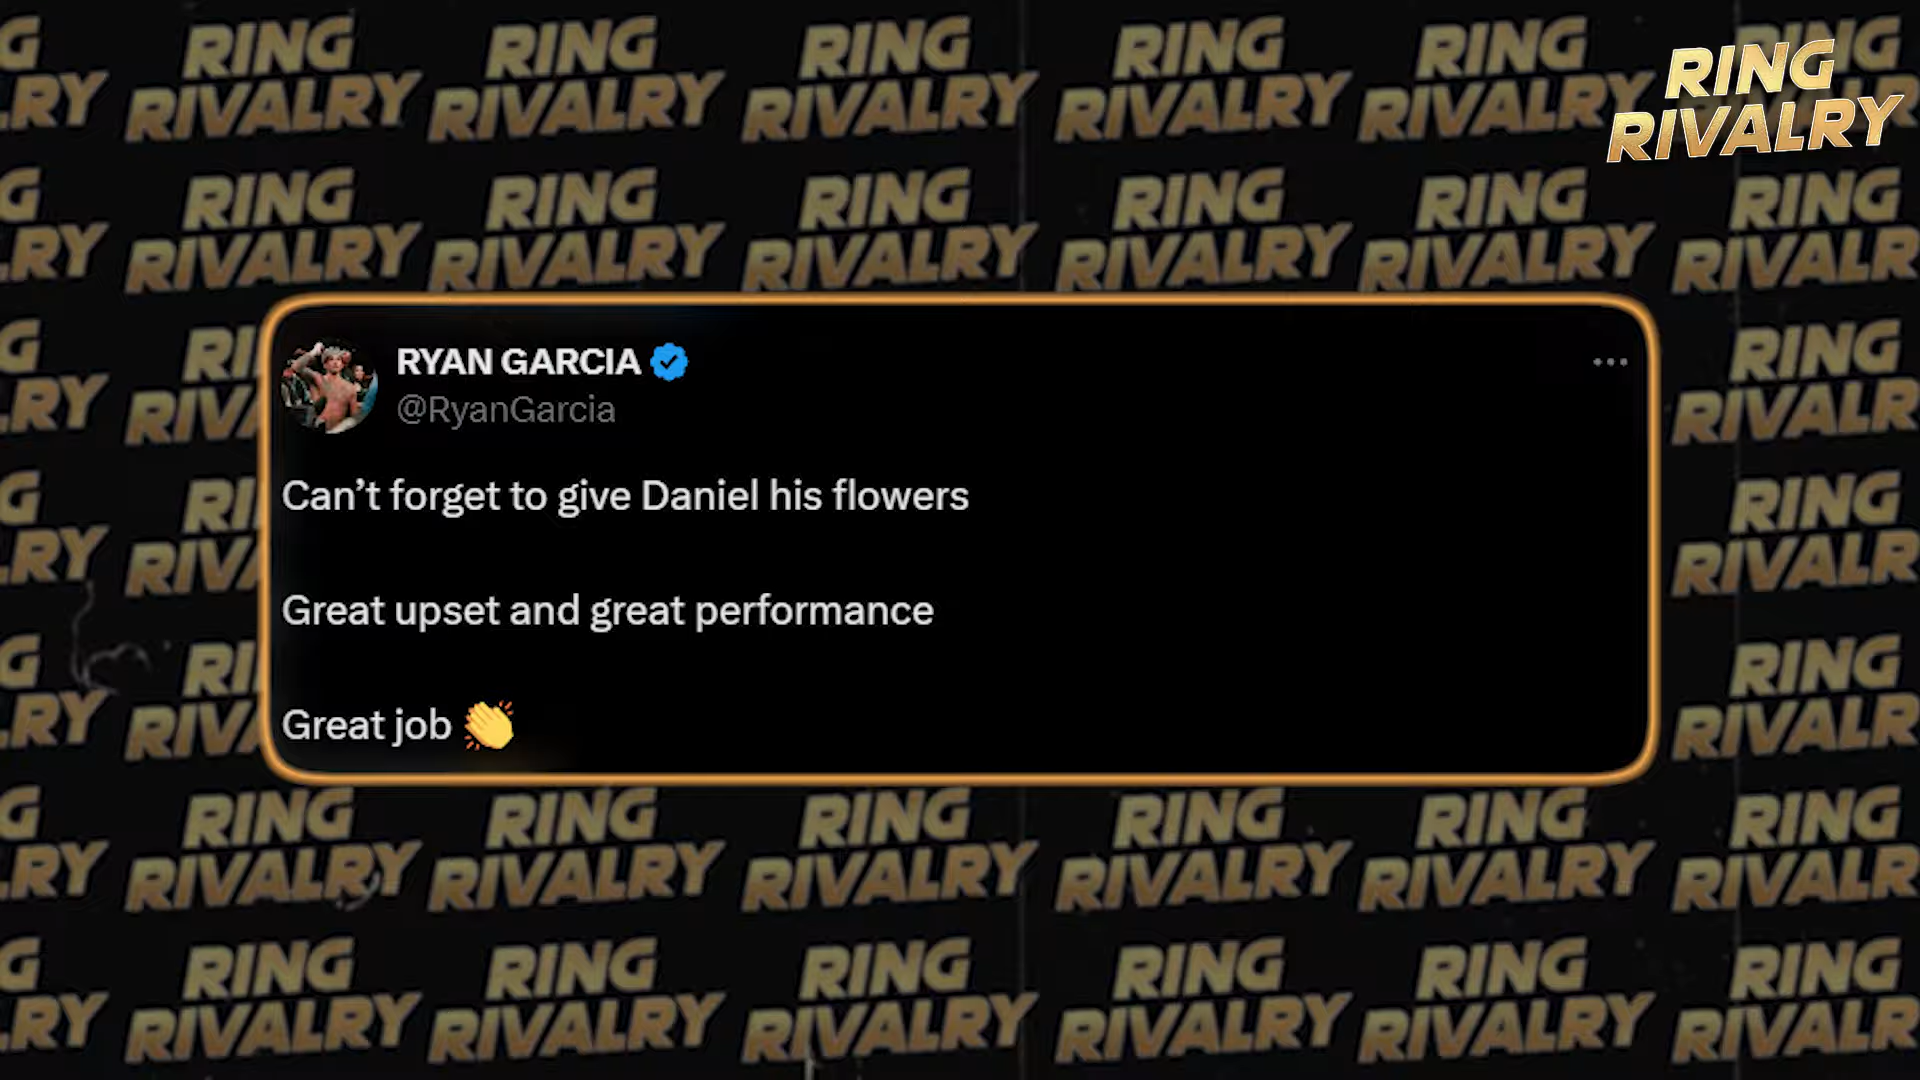 RING
RIVALRY
RYAN GARCIA
@RyanGarcia
Can’t forget to give Daniel his flowers
Great upset and great performance
Great job 👏